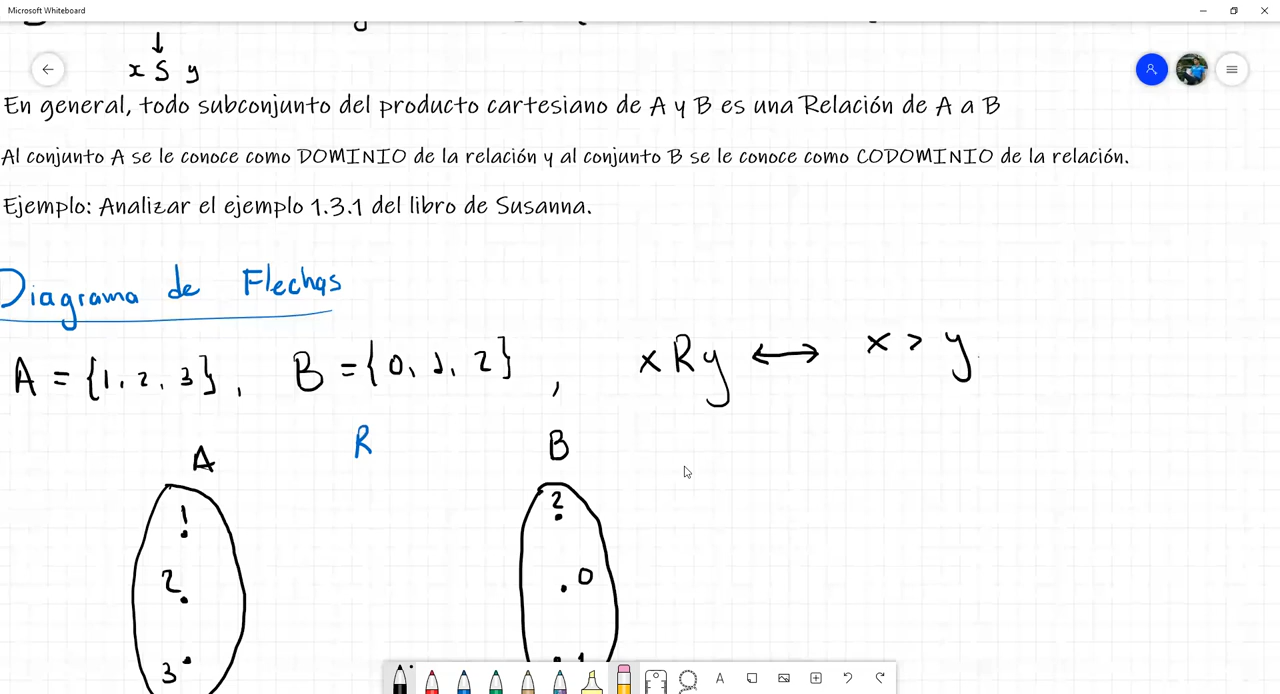 Microsoft Whiteboard
x S y
En general, todo subconjunto del producto cartesiano de A y B es una Relación de A a B
Al conjunto A se le conoce como DOMINIO de la relación y al conjunto B se le conoce como CODOMINIO de la relación.
Ejemplo: Analizar el ejemplo 1.3.1 del libro de Susanna.
Diagrama de Flechas
A = {1, 2, 3}, B = {0, 1, 2}, x R y ↔ x > y
R
A B
1 2
2 0
3 1
A